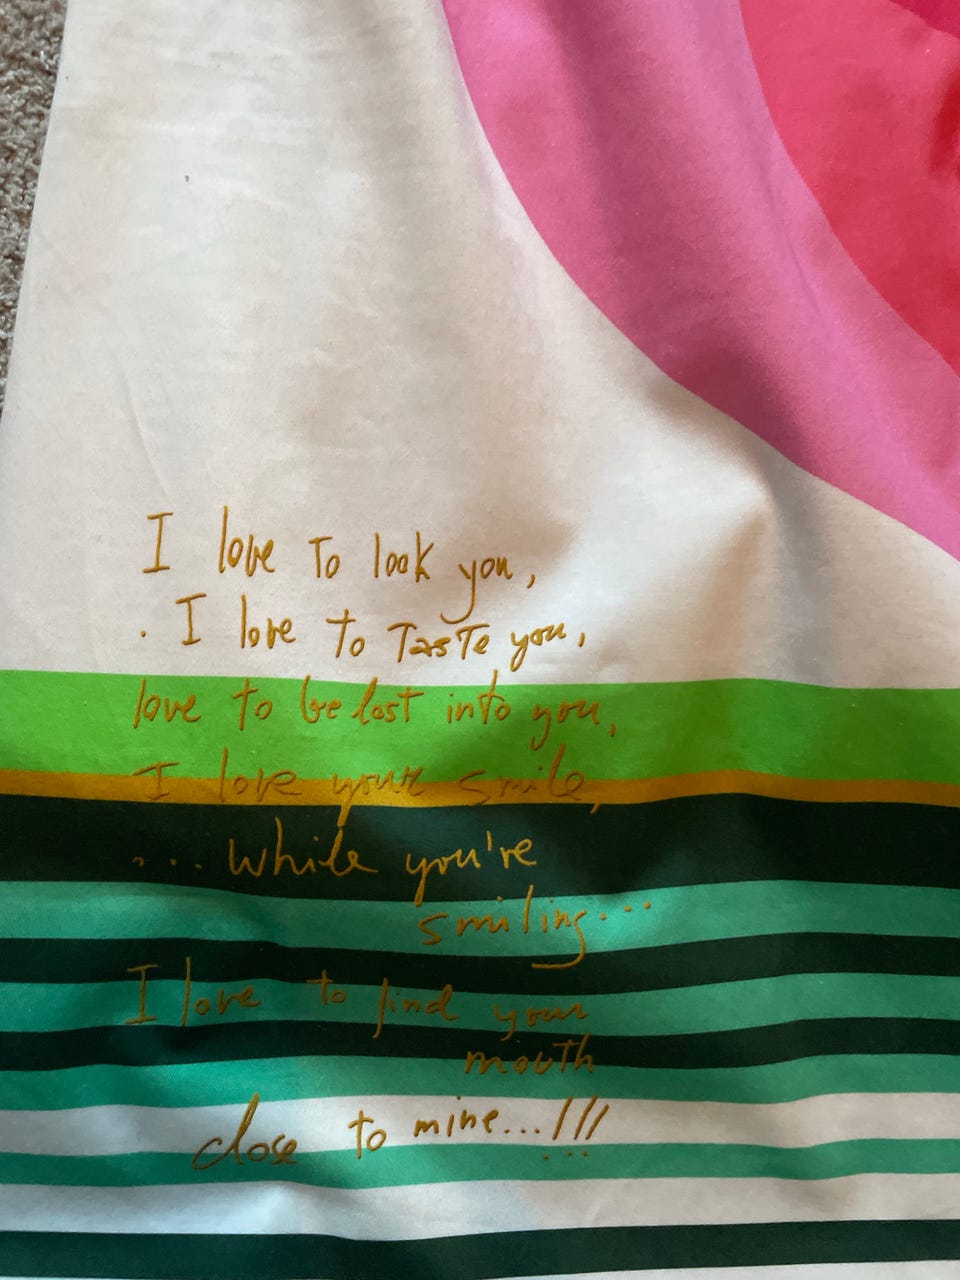 I love To look you,
. I love to TasTe you,
love to be lost into you,
I love your smile,
... while you're
smiling...
I love to find your
mouth
close to mine...!!!